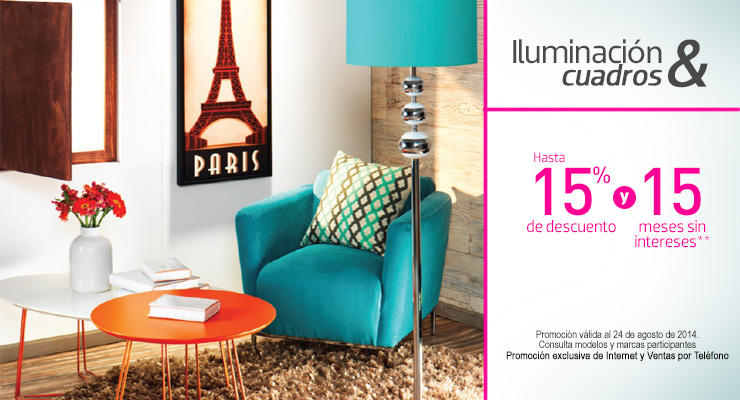 PARIS
Iluminación &
cuadros
Hasta
15% y 15
de descuento meses sin
intereses**
Promoción válida al 24 de agosto de 2014.
Consulta modelos y marcas participantes
Promoción exclusiva de Internet y Ventas por Teléfono